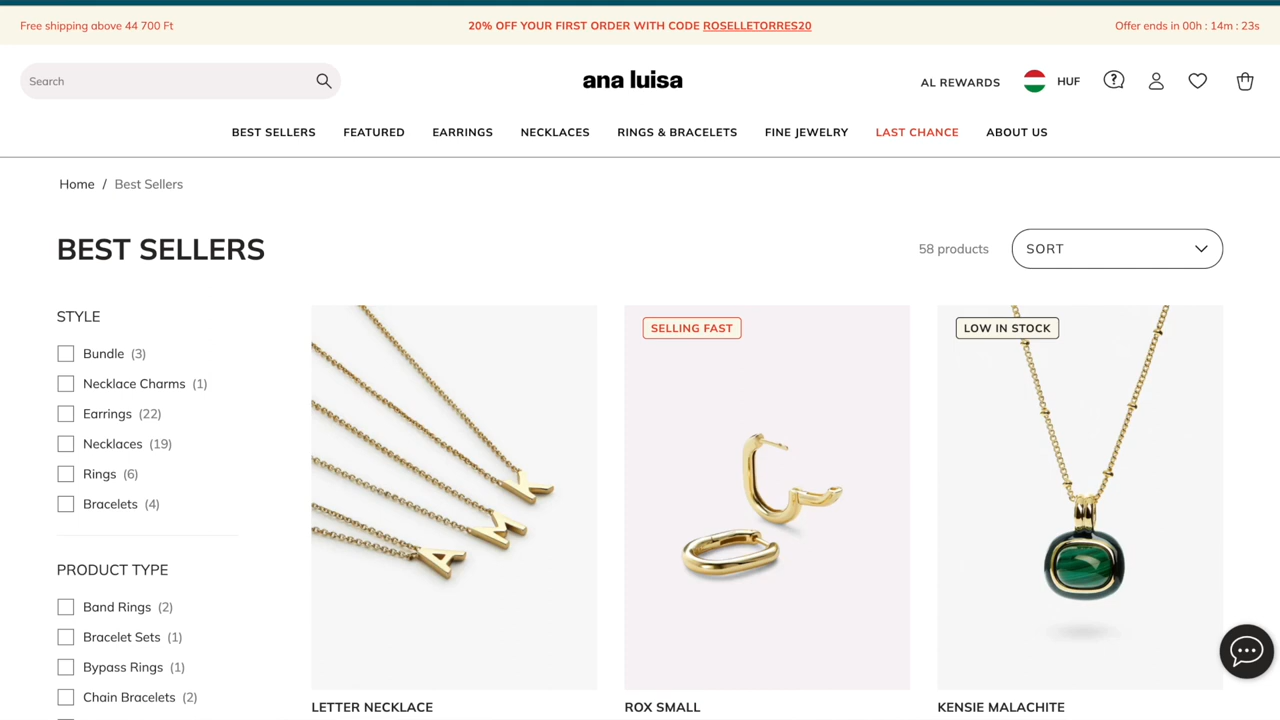 Free shipping above 44 700 Ft
20% OFF YOUR FIRST ORDER WITH CODE ROSELLETORRES20
Offer ends in 00h : 14m : 23s
Search
ana luisa
AL REWARDS
HUF
BEST SELLERS
FEATURED
EARRINGS
NECKLACES
RINGS & BRACELETS
FINE JEWELRY
LAST CHANCE
ABOUT US
Home / Best Sellers
BEST SELLERS
58 products
SORT
STYLE
Bundle (3)
Necklace Charms (1)
Earrings (22)
Necklaces (19)
Rings (6)
Bracelets (4)
PRODUCT TYPE
Band Rings (2)
Bracelet Sets (1)
Bypass Rings (1)
Chain Bracelets (2)
K
M
A
LETTER NECKLACE
SELLING FAST
ROX SMALL
LOW IN STOCK
KENSIE MALACHITE